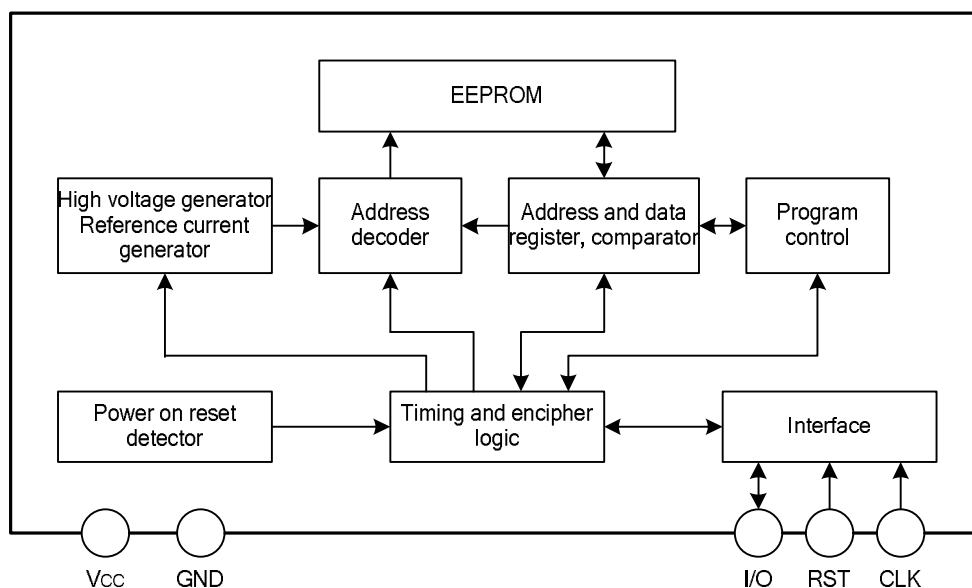 EEPROM
High voltage generator
Reference current
generator
Address
decoder
Address and data
register, comparator
Program
control
Power on reset
detector
Timing and encipher
logic
Interface
Vcc
GND
I/O
RST
CLK